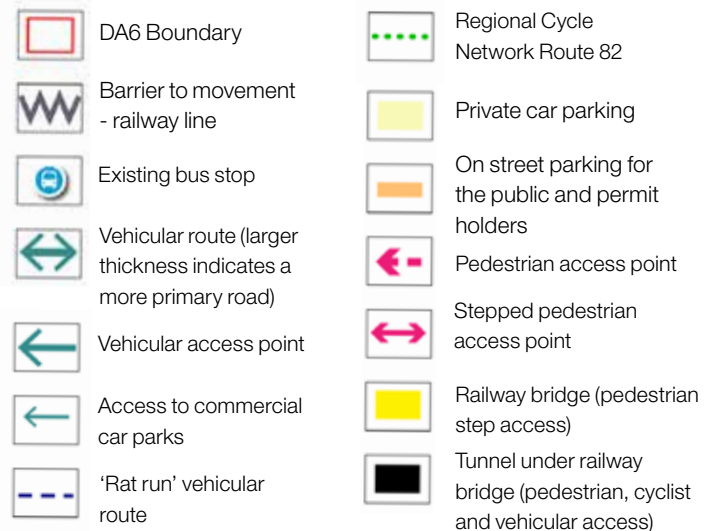 DA6 Boundary
Barrier to movement
- railway line
Existing bus stop
Vehicular route (larger
thickness indicates a
more primary road)
Vehicular access point
Access to commercial
car parks
‘Rat run’ vehicular
route
Regional Cycle
Network Route 82
Private car parking
On street parking for
the public and permit
holders
Pedestrian access point
Stepped pedestrian
access point
Railway bridge (pedestrian
step access)
Tunnel under railway
bridge (pedestrian, cyclist
and vehicular access)